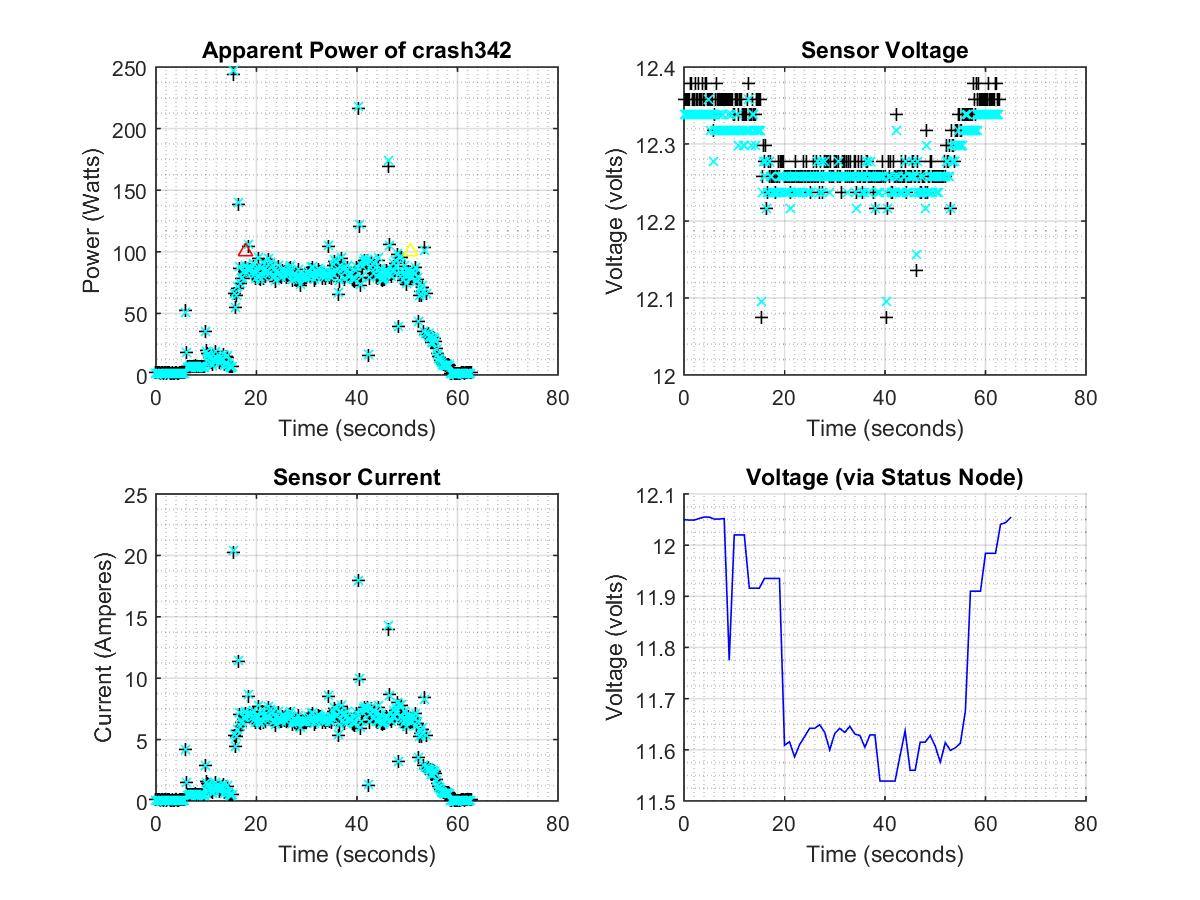 Apparent Power of crash342
250
200
150
100
50
0
Power (Watts)
0 20 40 60 80
Time (seconds)
Sensor Voltage
12.4
12.3
12.2
12.1
12
Voltage (volts)
0 20 40 60 80
Time (seconds)
Sensor Current
25
20
15
10
5
0
Current (Amperes)
0 20 40 60 80
Time (seconds)
Voltage (via Status Node)
12.1
12
11.9
11.8
11.7
11.6
11.5
Voltage (volts)
0 20 40 60 80
Time (seconds)